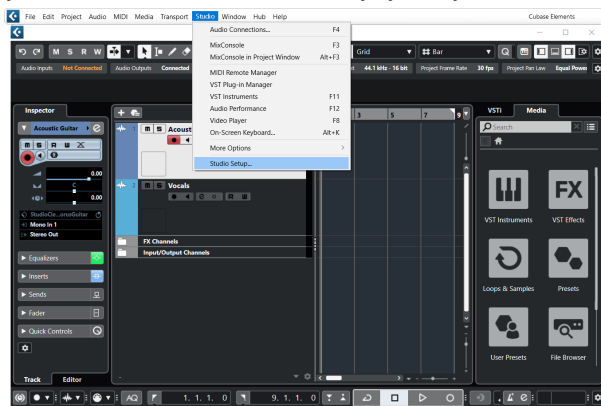 File Edit Project Audio MIDI Media Transport Studio Window Hub Help
Cubase Elements
Audio Connections... F4
MixConsole F3
MixConsole in Project Window Alt+F3
MIDI Remote Manager
VST Plug-in Manager
VST Instruments F11
Audio Performance F12
Video Player F8
On-Screen Keyboard... Alt+K
More Options
Studio Setup...
M S R W
Grid
Bar
Audio Inputs Not Connected Audio Outputs Connected
44.1 kHz - 16 bit Project Frame Rate 30 fps Project Pan Law Equal Power
Inspector
Acoustic Guitar
M S R W
0.00
C
0.00
Mono In 1
Stereo Out
Equalizers
Inserts
Sends
Fader
Quick Controls
Track Editor
1 M S Acoust
2 M S Vocals
R W
FX Channels
Input/Output Channels
3 5 7 9
VSTi Media
Search
VST Instruments
FX
VST Effects
Loops & Samples
Presets
User Presets
File Browser
AQ
1. 1. 1. 0
9. 1. 1. 0